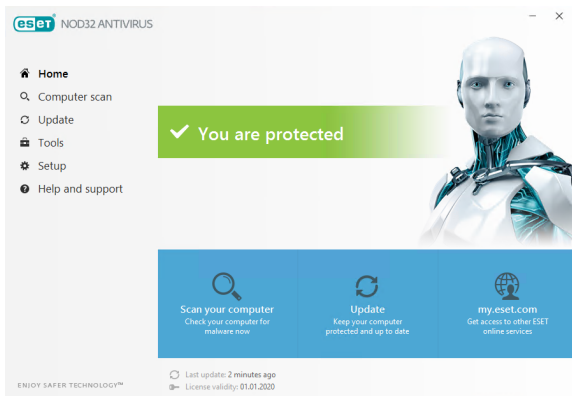 eset NOD32 ANTIVIRUS
Home
Computer scan
Update
Tools
Setup
Help and support
You are protected
Scan your computer
Check your computer for
malware now
Update
Keep your computer
protected and up to date
my.eset.com
Get access to other ESET
online services
Last update: 2 minutes ago
License validity: 01.01.2020
ENJOY SAFER TECHNOLOGY™